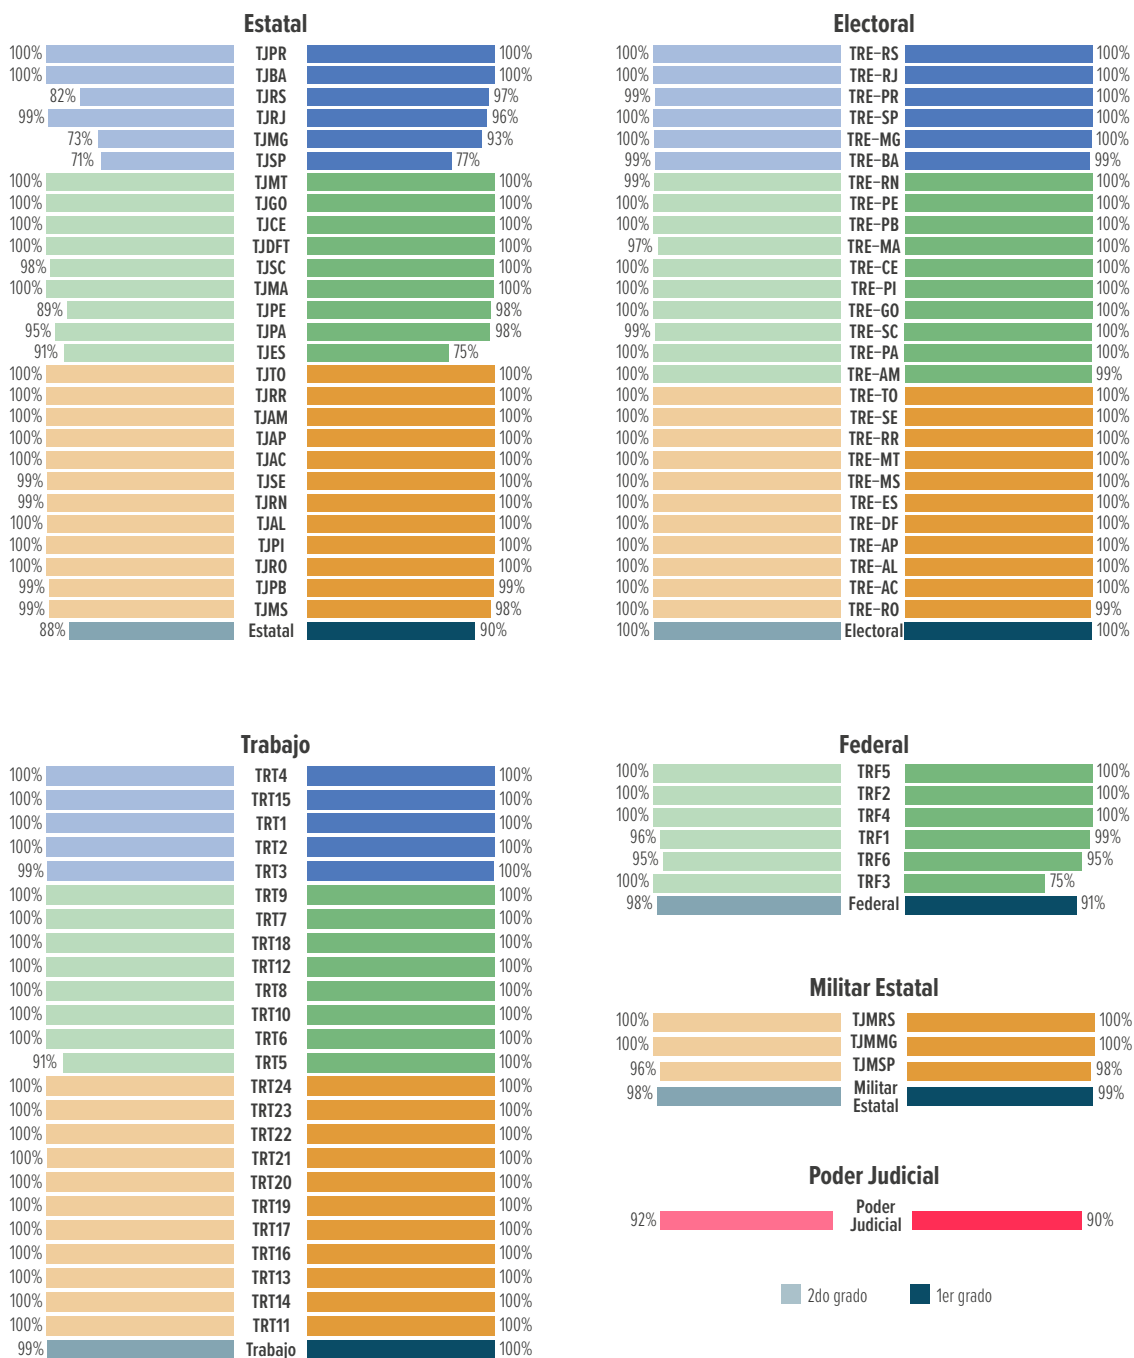 Estatal
100% TJPR 100%
100% TJBA 100%
82% TJRS 97%
99% TJRJ 96%
73% TJMG 93%
71% TJSP 77%
100% TJMT 100%
100% TJGO 100%
100% TJCE 100%
100% TJDFT 100%
98% TJSC 100%
100% TJMA 100%
89% TJPE 98%
95% TJPA 98%
91% TJES 75%
100% TJTO 100%
100% TJRR 100%
100% TJAM 100%
100% TJAP 100%
100% TJAC 100%
99% TJSE 100%
99% TJRN 100%
100% TJAL 100%
100% TJPI 100%
100% TJRO 100%
99% TJPB 99%
99% TJMS 98%
88% Estatal 90%
Electoral
100% TRE-RS 100%
100% TRE-RJ 100%
99% TRE-PR 100%
100% TRE-SP 100%
100% TRE-MG 100%
99% TRE-BA 99%
99% TRE-RN 100%
100% TRE-PE 100%
100% TRE-PB 100%
97% TRE-MA 100%
100% TRE-CE 100%
100% TRE-PI 100%
100% TRE-GO 100%
99% TRE-SC 100%
100% TRE-PA 100%
100% TRE-AM 99%
100% TRE-TO 100%
100% TRE-SE 100%
100% TRE-RR 100%
100% TRE-MT 100%
100% TRE-MS 100%
100% TRE-ES 100%
100% TRE-DF 100%
100% TRE-AP 100%
100% TRE-AL 100%
100% TRE-AC 100%
100% TRE-RO 99%
100% Electoral 100%
Trabajo
100% TRT4 100%
100% TRT15 100%
100% TRT1 100%
100% TRT2 100%
99% TRT3 100%
100% TRT9 100%
100% TRT7 100%
100% TRT18 100%
100% TRT12 100%
100% TRT8 100%
100% TRT10 100%
100% TRT6 100%
91% TRT5 100%
100% TRT24 100%
100% TRT23 100%
100% TRT22 100%
100% TRT21 100%
100% TRT20 100%
100% TRT19 100%
100% TRT17 100%
100% TRT16 100%
100% TRT13 100%
100% TRT14 100%
100% TRT11 100%
99% Trabajo 100%
Federal
100% TRF5 100%
100% TRF2 100%
100% TRF4 100%
96% TRF1 99%
95% TRF6 95%
100% TRF3 75%
98% Federal 91%
Militar Estatal
100% TJMRS 100%
100% TJMMG 100%
96% TJMSP 98%
98% Militar 99%
Estatal
Poder Judicial
Poder
92% Judicial 90%
2do grado 1er grado